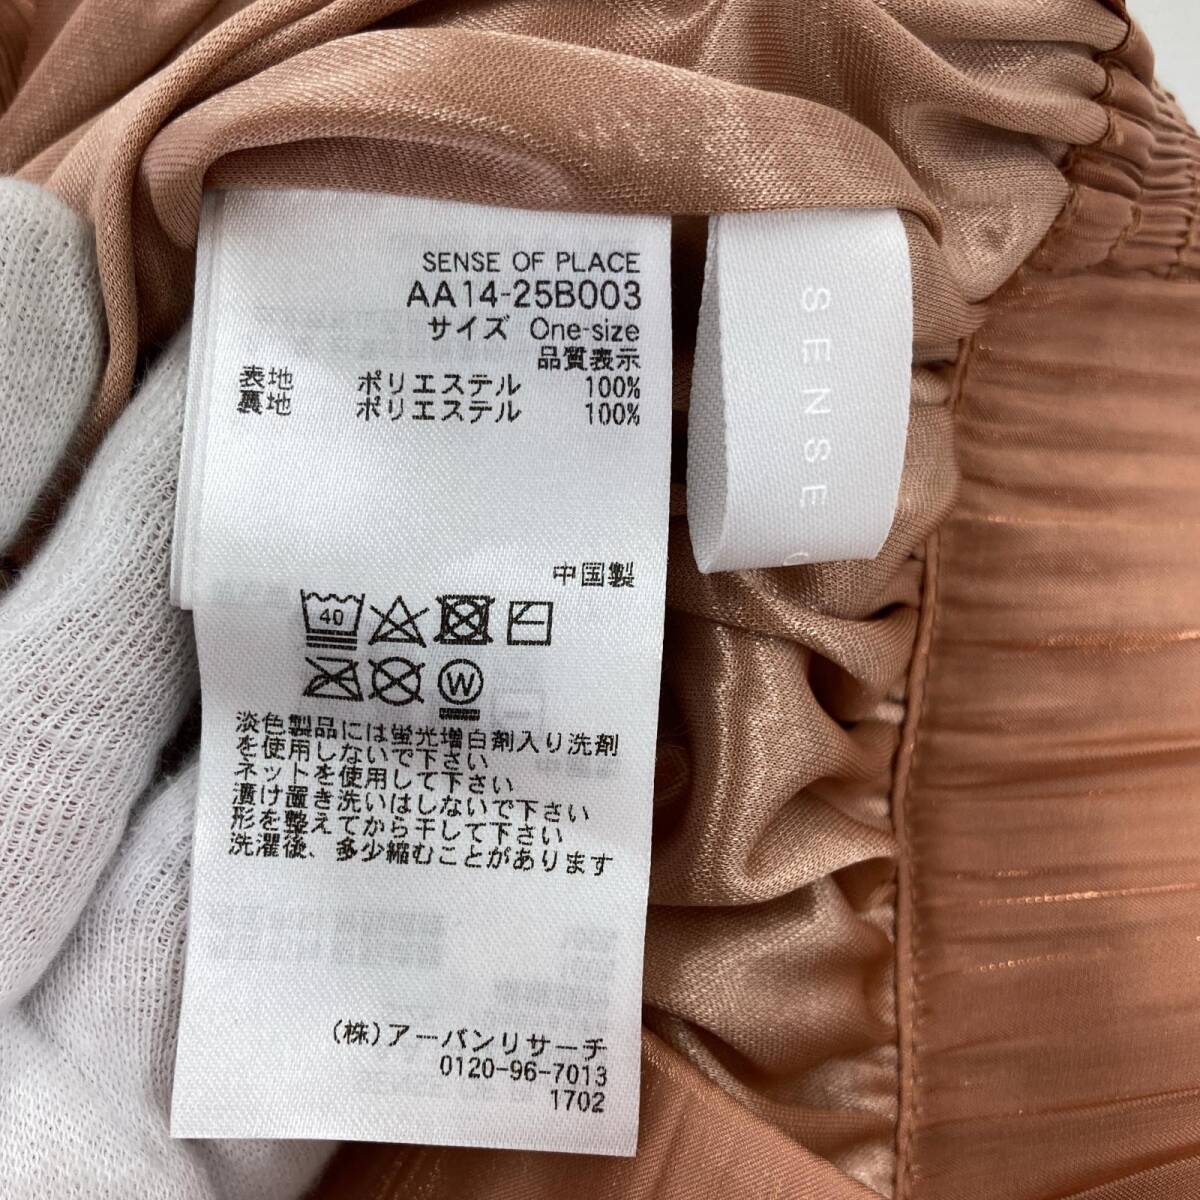 SENSE OF PLACE
AA14-25B003
サイズ One-size
品質表示
表地 ポリエステル 100%
裏地 ポリエステル 100%
中国製
40
W
淡色製品には蛍光増白剤入り洗剤
を使用しないで下さい
ネットを使用して下さい
漬け置き洗いはしないで下さい
形を整えてから干して下さい
洗濯後、多少縮むことがあります
(株)アーバンリサーチ
0120-96-7013
1702
SENSE